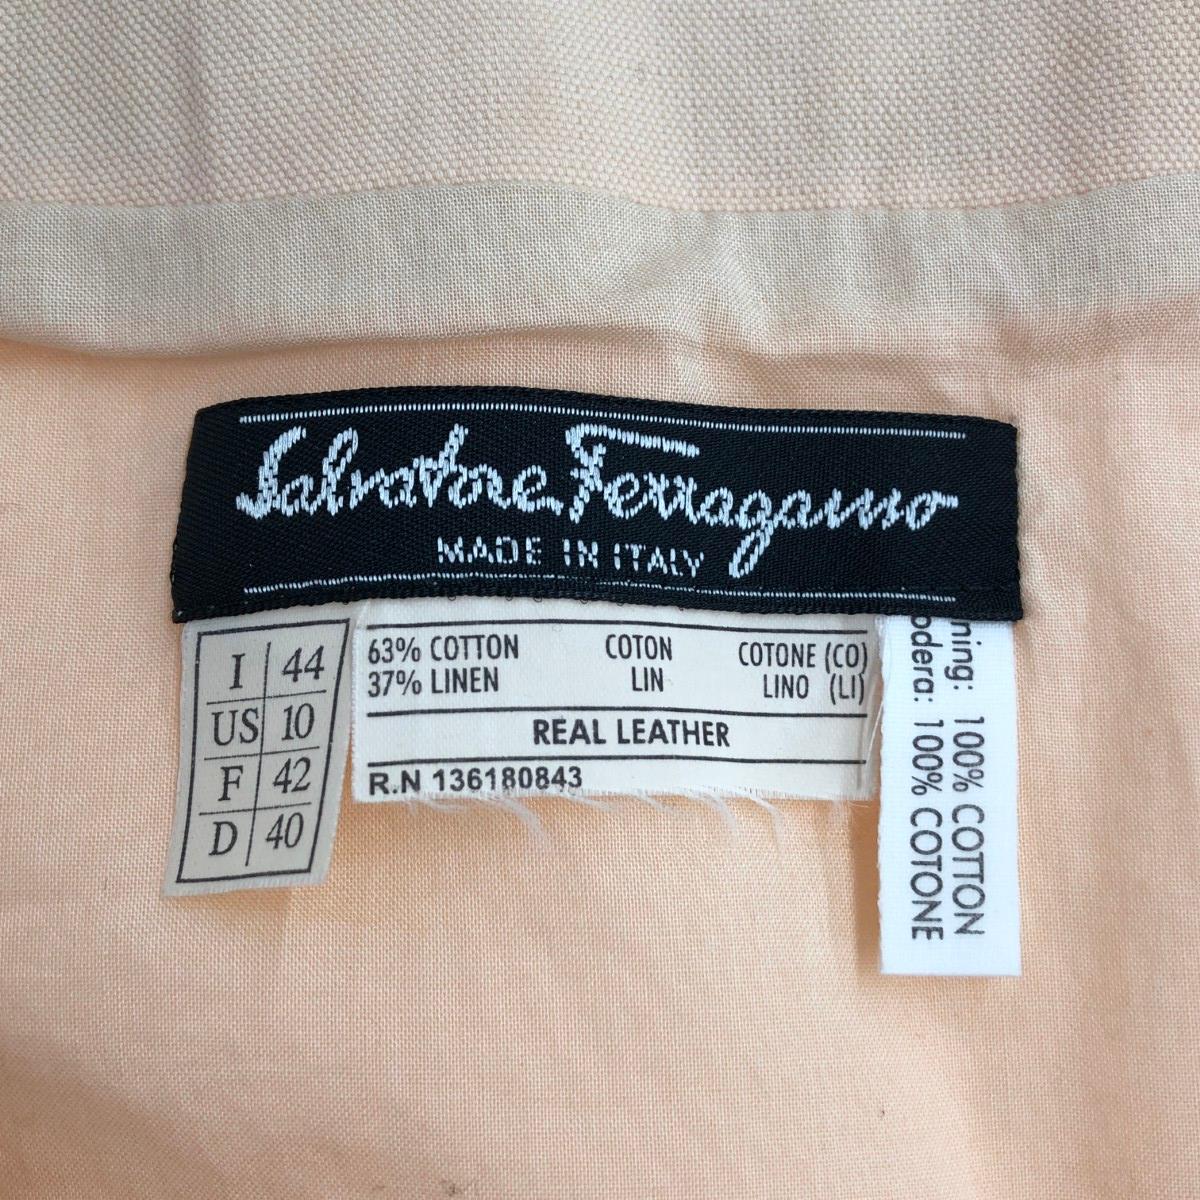 Salvatore Ferragamo
MADE IN ITALY
I 44
US 10
F 42
D 40
63% COTTON COTON COTONE (CO)
37% LINEN LIN LINO (LI)
REAL LEATHER
R.N 136180843
ning: 100% COTTON
odera: 100% COTONE